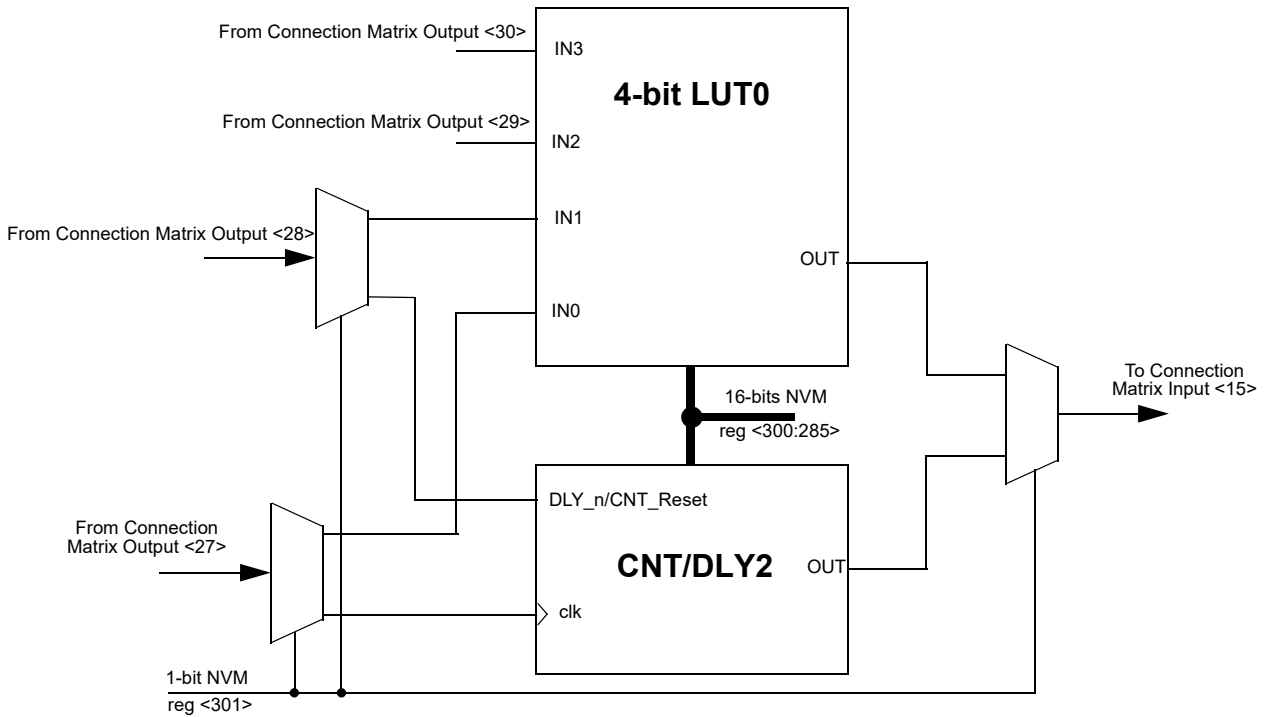 From Connection Matrix Output <30>
IN3
4-bit LUT0
From Connection Matrix Output <29>
IN2
IN1
From Connection Matrix Output <28>
OUT
IN0
To Connection
Matrix Input <15>
16-bits NVM
reg <300:285>
DLY_n/CNT_Reset
From Connection
Matrix Output <27>
CNT/DLY2
OUT
clk
1-bit NVM
reg <301>